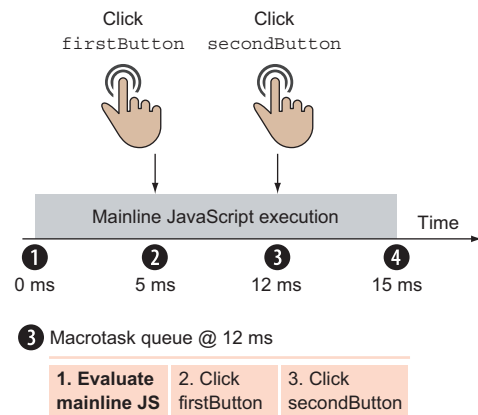 Click
firstButton
Click
secondButton
Mainline JavaScript execution
Time
1
2
3
4
0 ms
5 ms
12 ms
15 ms
3 Macrotask queue @ 12 ms
1. Evaluate
mainline JS
2. Click
firstButton
3. Click
secondButton